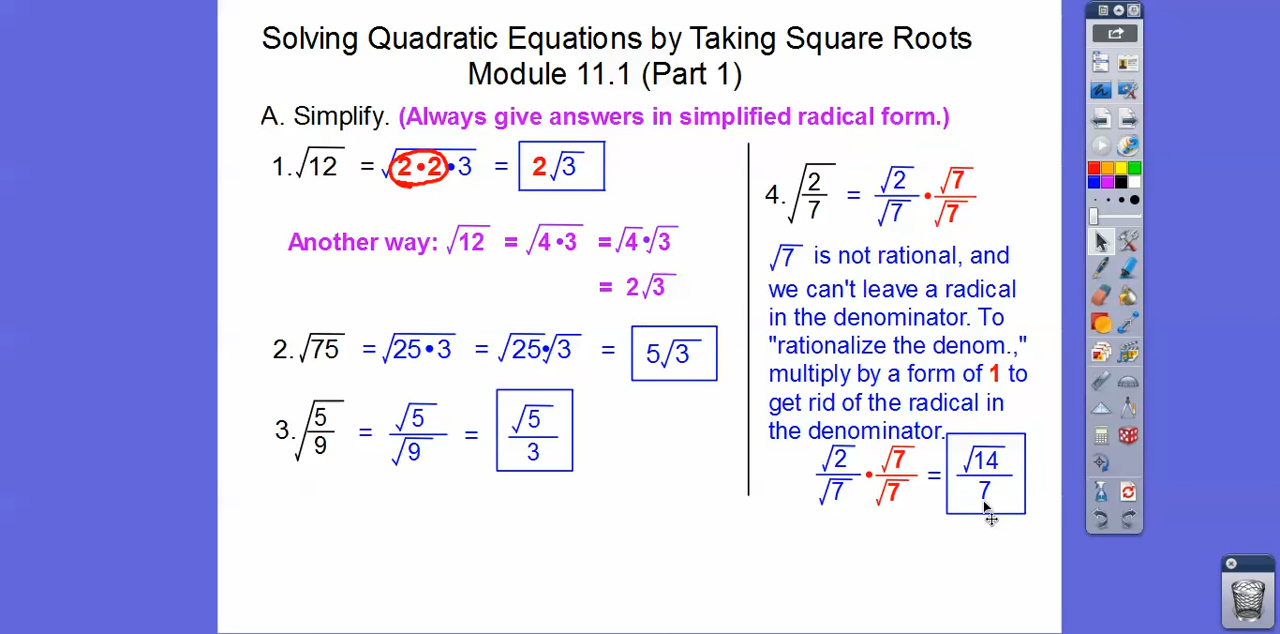 Solving Quadratic Equations by Taking Square Roots
Module 11.1 (Part 1)
A. Simplify. (Always give answers in simplified radical form.)
1. √12 = √2•2•3 = 2√3
Another way: √12 = √4•3 = √4•√3
= 2√3
2. √75 = √25•3 = √25•√3 = 5√3
3. √5/9 = √5/√9 = √5/3
4. √2/7 = √2/√7 • √7/√7
√7 is not rational, and
we can't leave a radical
in the denominator. To
"rationalize the denom.,"
multiply by a form of 1 to
get rid of the radical in
the denominator.
√2/√7 • √7/√7 = √14/7